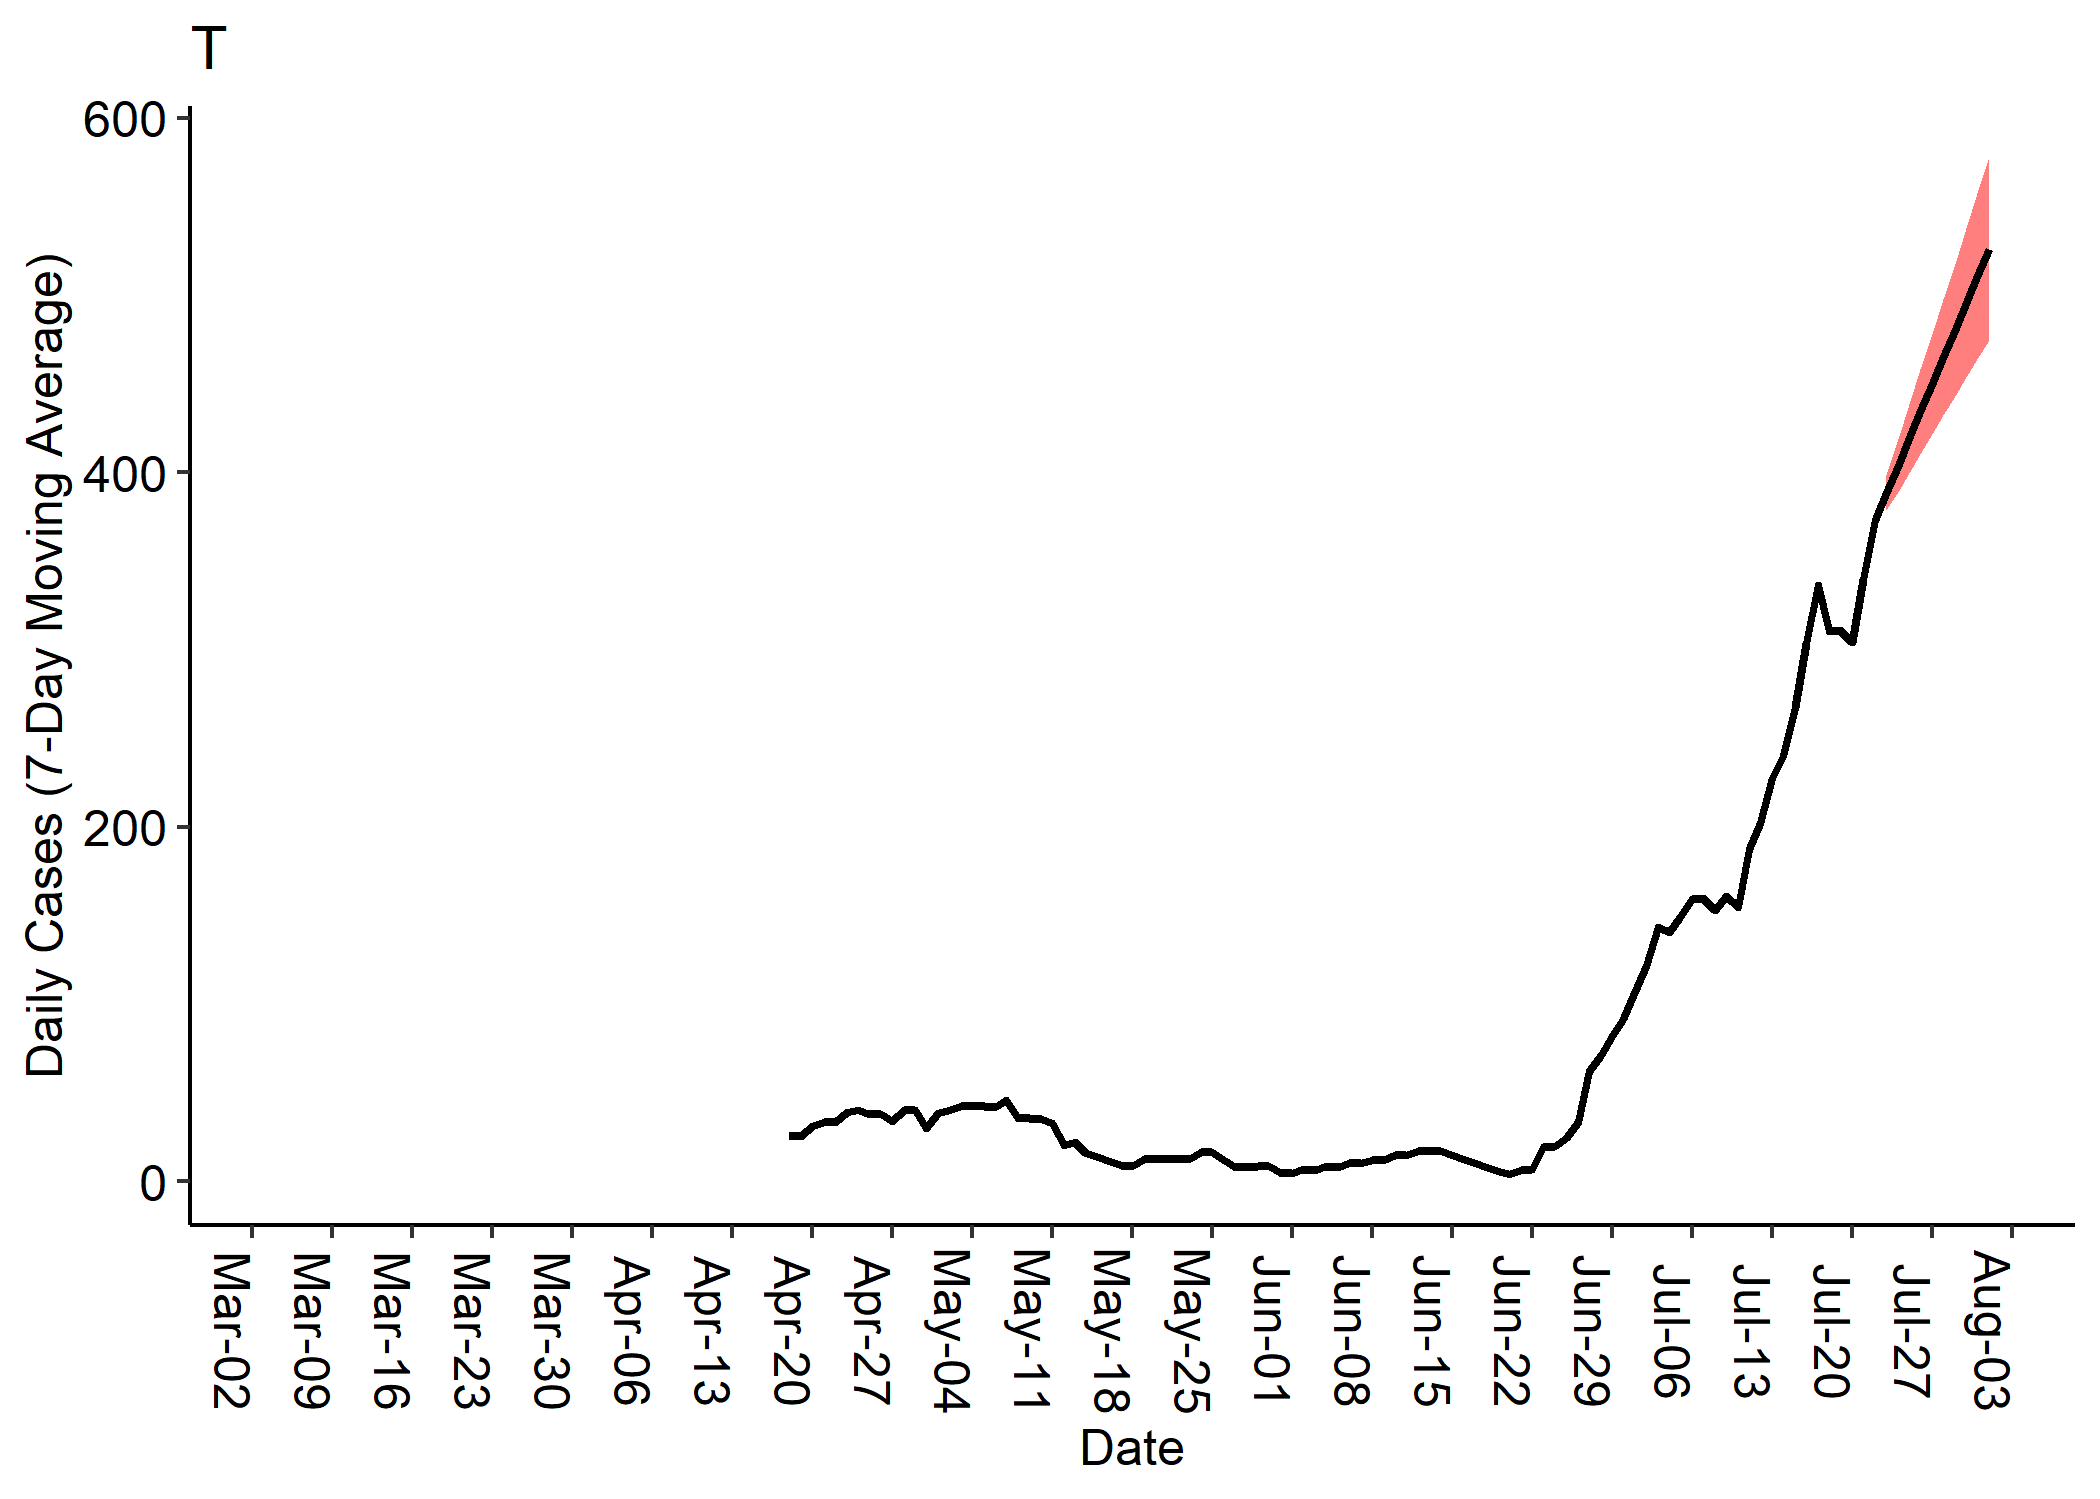 T
Daily Cases (7-Day Moving Average)
600
400
200
0
Mar-02
Mar-09
Mar-16
Mar-23
Mar-30
Apr-06
Apr-13
Apr-20
Apr-27
May-04
May-11
May-18
May-25
Jun-01
Jun-08
Jun-15
Jun-22
Jun-29
Jul-06
Jul-13
Jul-20
Jul-27
Aug-03
Date